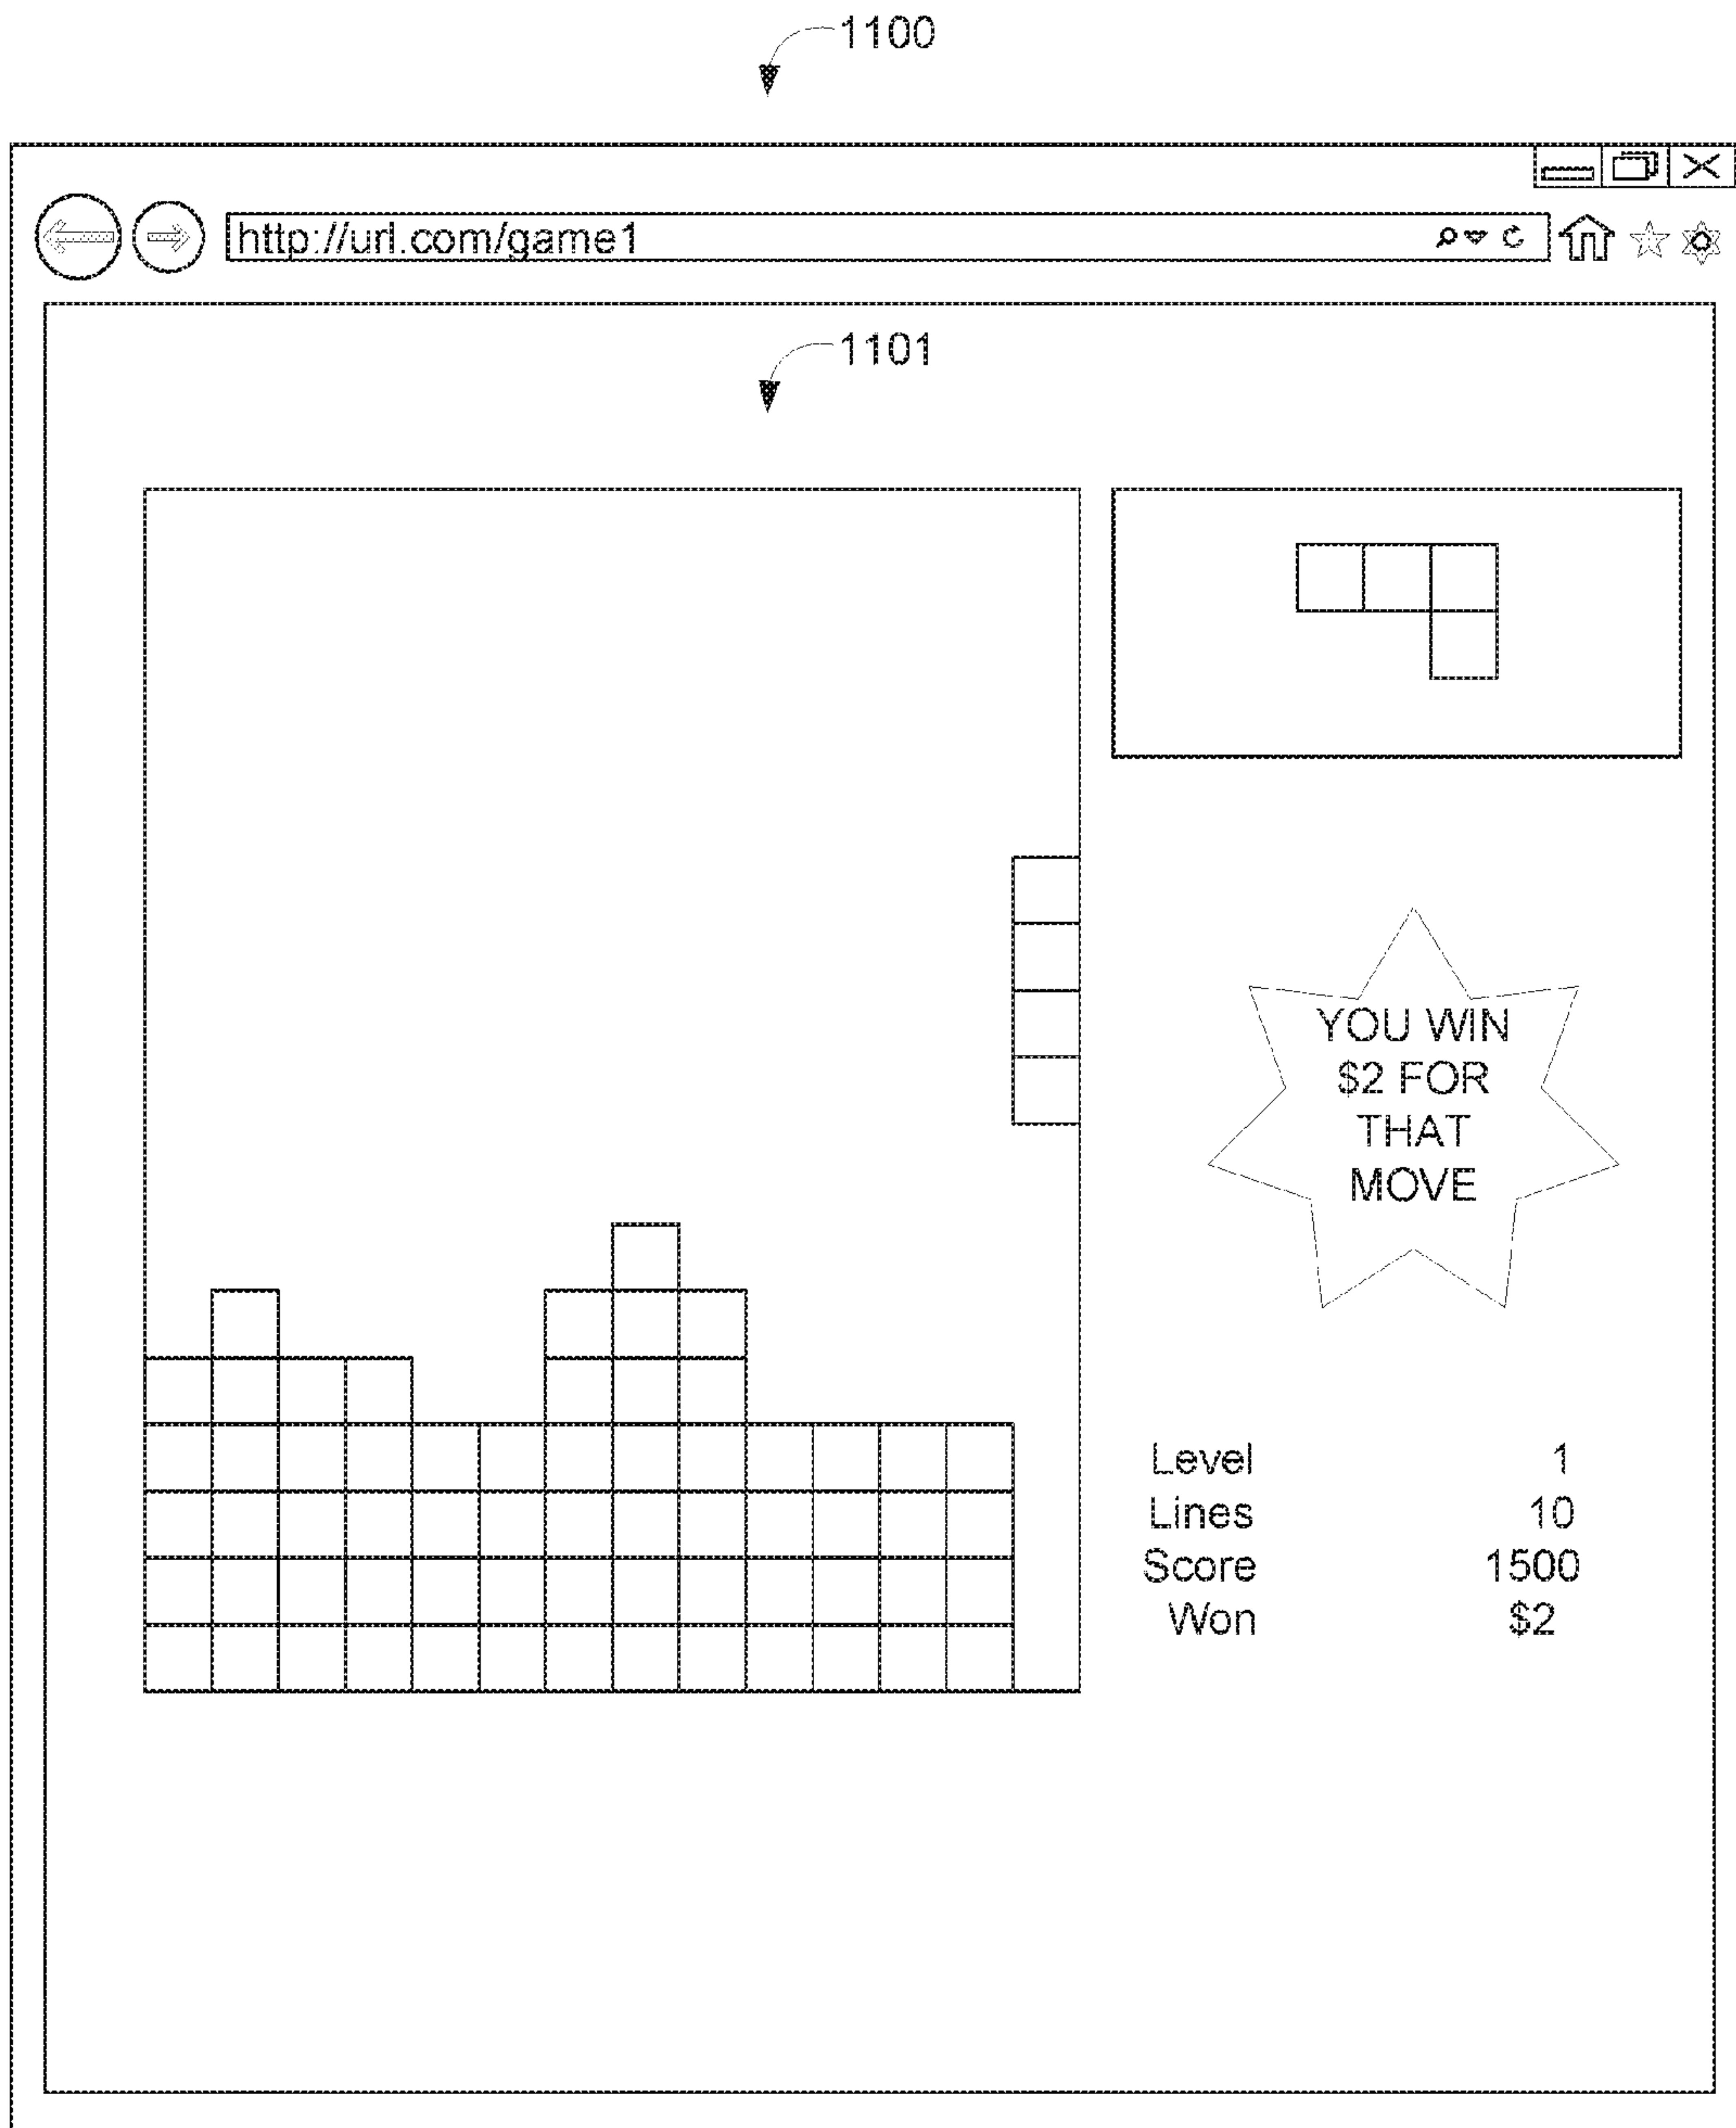 1100
http://url.com/game1
1101
YOU WIN
$2 FOR
THAT
MOVE
Level 1
Lines 10
Score 1500
Won $2